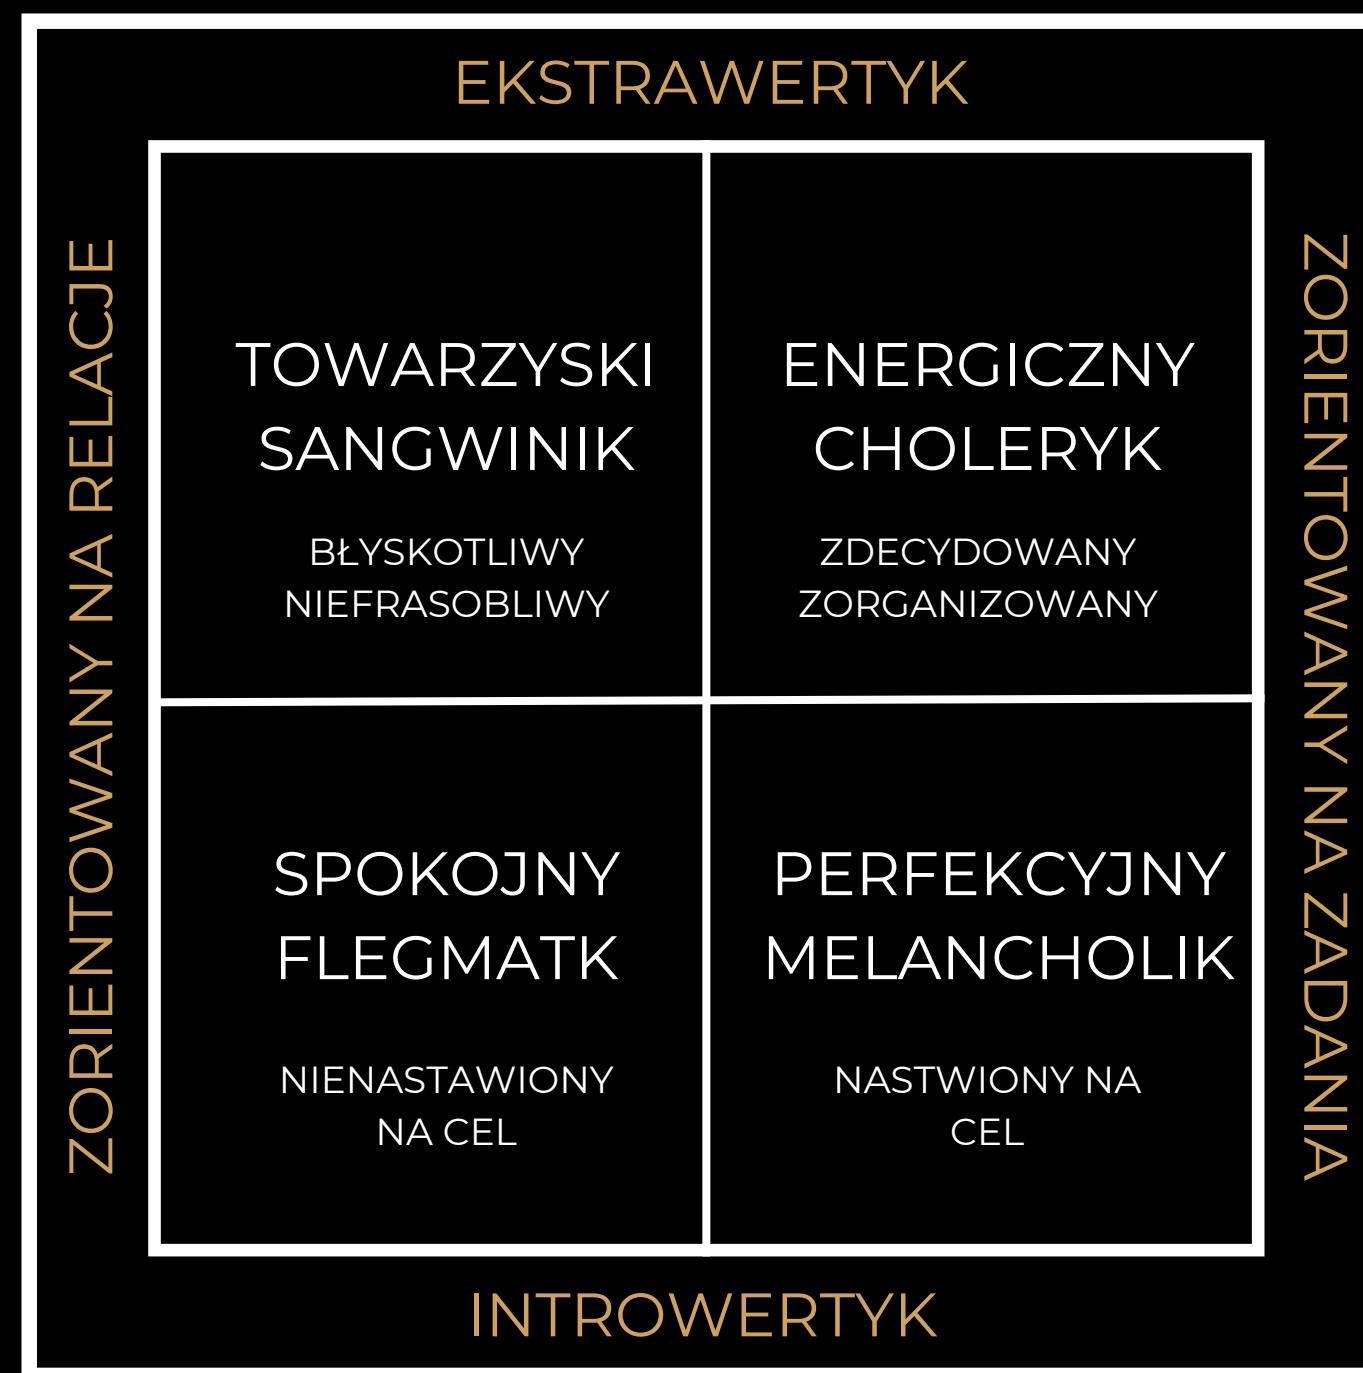 EKSTRAWERTYK
ZORIENTOWANY NA RELACJE
TOWARZYSKI
SANGWINIK
BŁYSKOTLIWY
NIEFRASOBLIWY
ENERGICZNY
CHOLERYK
ZDECYDOWANY
ZORGANIZOWANY
ZORIENTOWANY NA ZADANIA
SPOKOJNY
FLEGMATK
NIENASTAWIONY
NA CEL
PERFEKCYJNY
MELANCHOLIK
NASTWIONY NA
CEL
INTROWERTYK